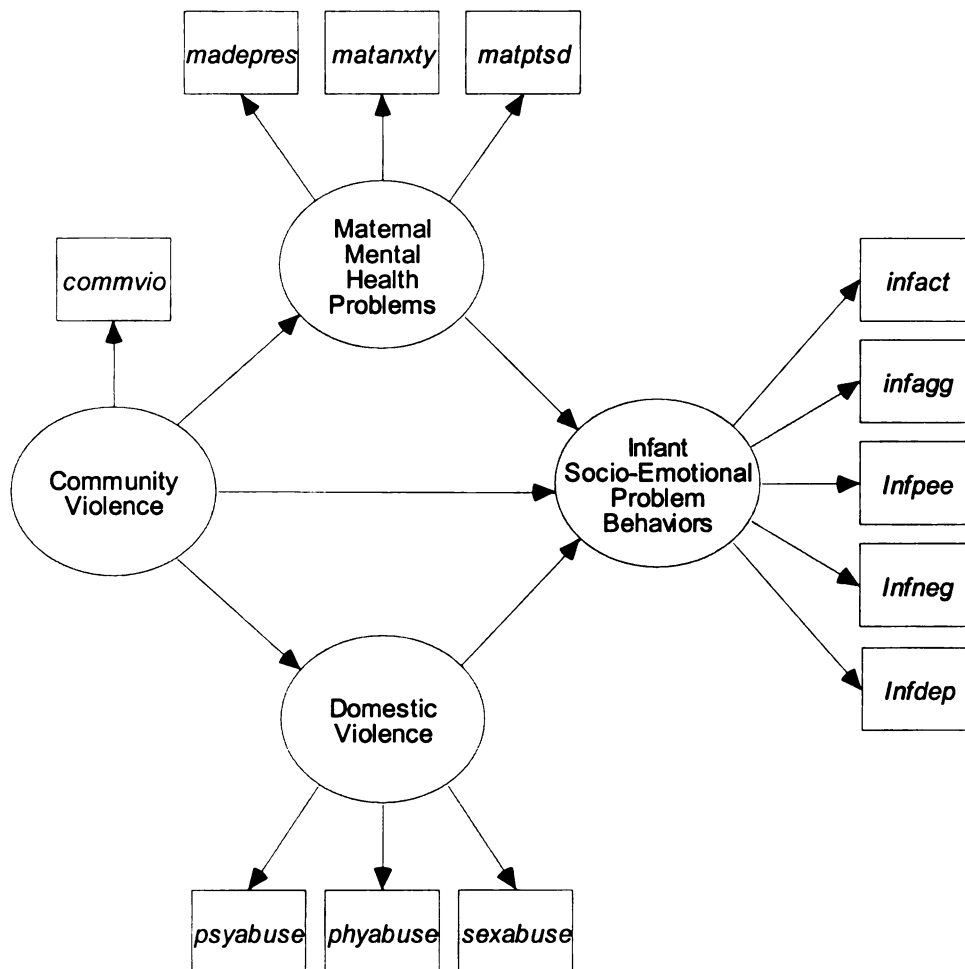 madepres
matanxty
matptsd
Maternal
Mental
Health
Problems
commvio
infact
infagg
Infpee
Infneg
Infdep
Community
Violence
Infant
Socio-Emotional
Problem
Behaviors
Domestic
Violence
psyabuse
phyabuse
sexabuse